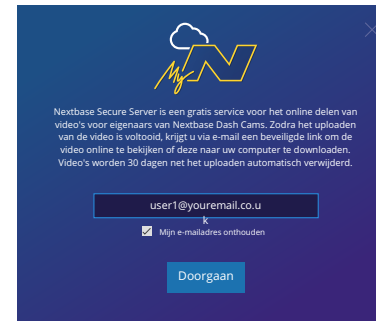 My N
Nextbase Secure Server is een gratis service voor het online delen van
video's voor eigenaars van Nextbase Dash Cams. Zodra het uploaden
van de video is voltooid, krijgt u via e-mail een beveiligde link om de
video online te bekijken of deze naar uw computer te downloaden.
Video's worden 30 dagen net het uploaden automatisch verwijderd.
user1@youremail.co.u
k
Mijn e-mailadres onthouden
Doorgaan